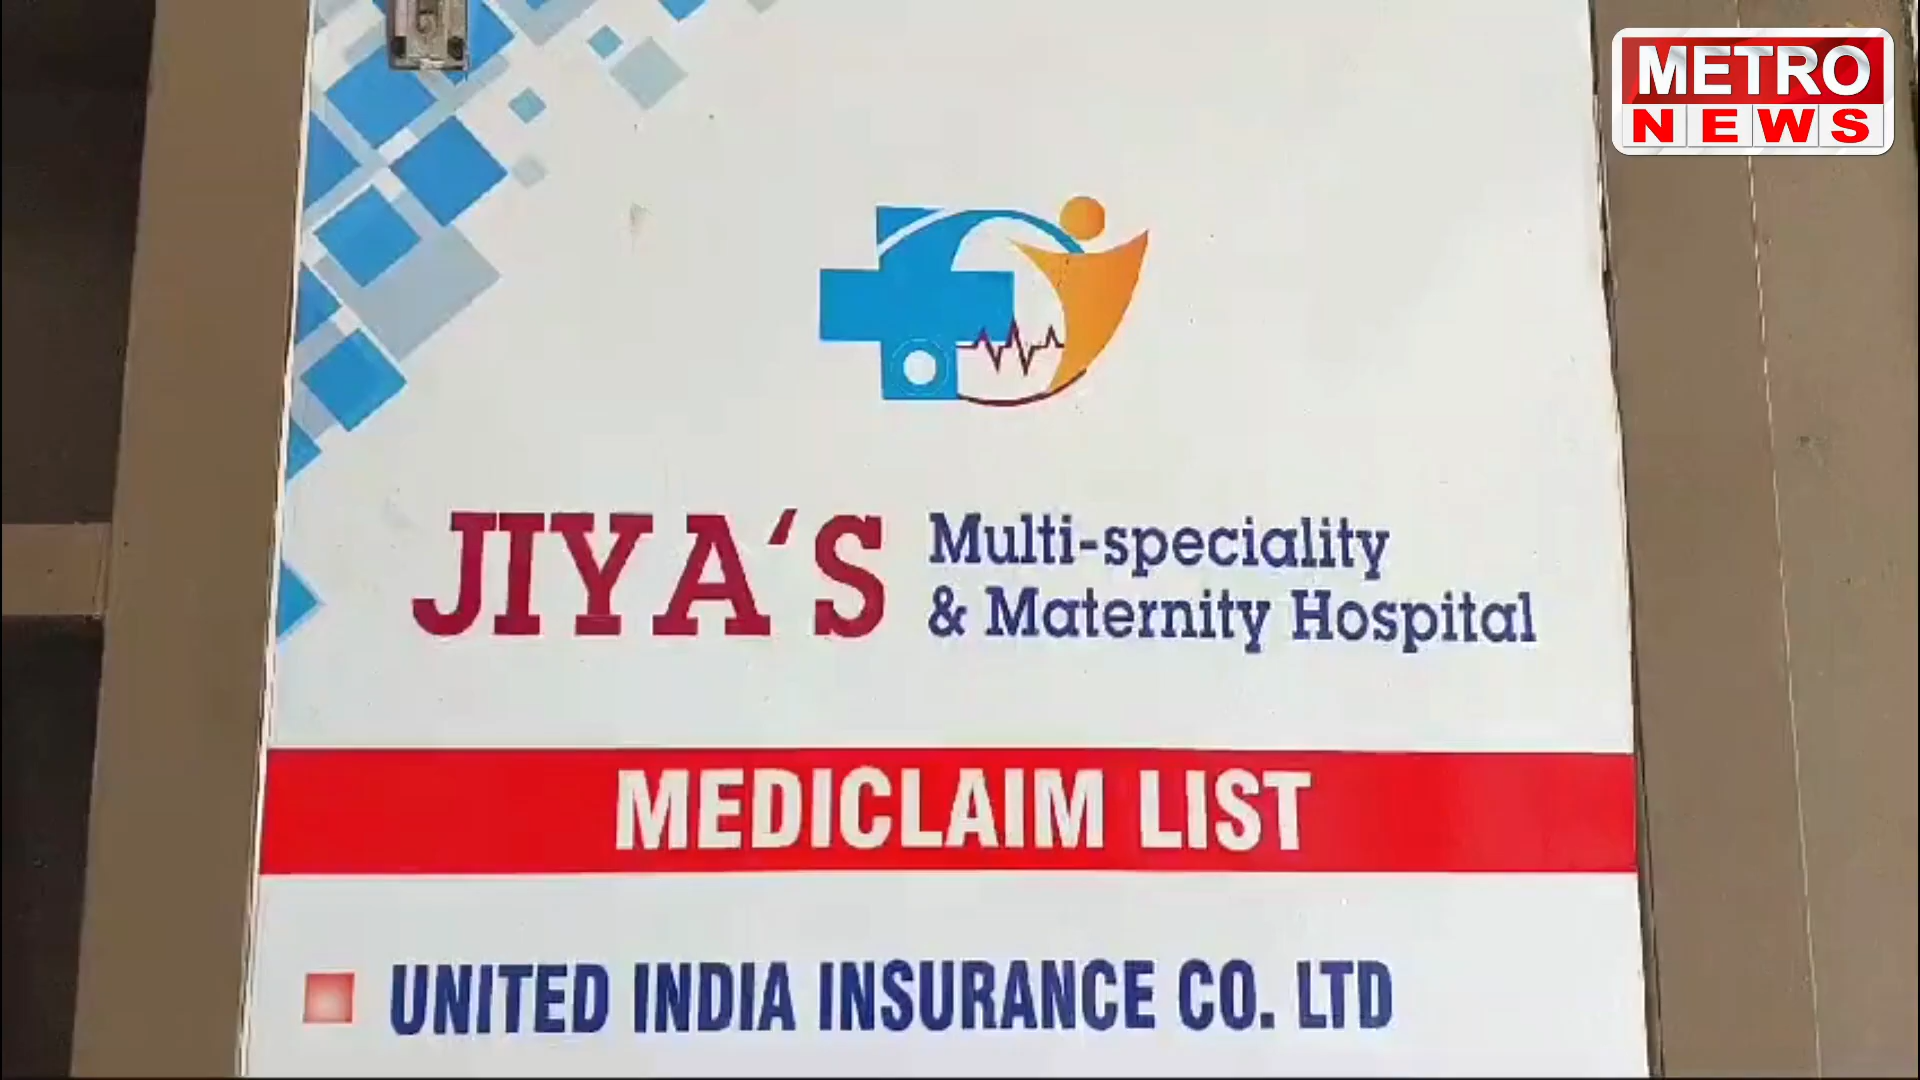 METRO
NEWS
JIYA'S Multi-speciality
& Maternity Hospital
MEDICLAIM LIST
UNITED INDIA INSURANCE CO. LTD